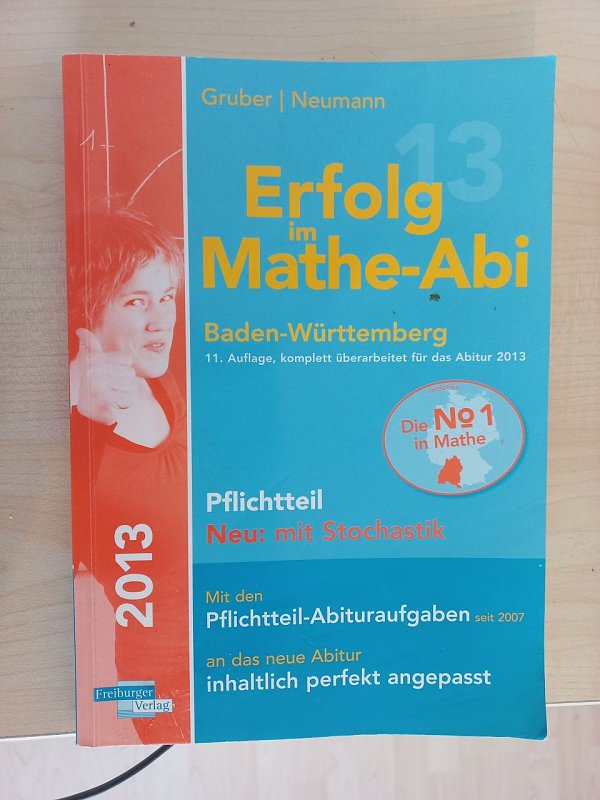 Gruber | Neumann
13
Erfolg
im
Mathe-Abi
Baden-Württemberg
11. Auflage, komplett überarbeitet für das Abitur 2013
Initiative
Die No 1
in Mathe
Pflichtteil
Neu: mit Stochastik
Mit den
Pflichtteil-Abituraufgaben seit 2007
an das neue Abitur
inhaltlich perfekt angepasst
2013
Freiburger
Verlag
1-